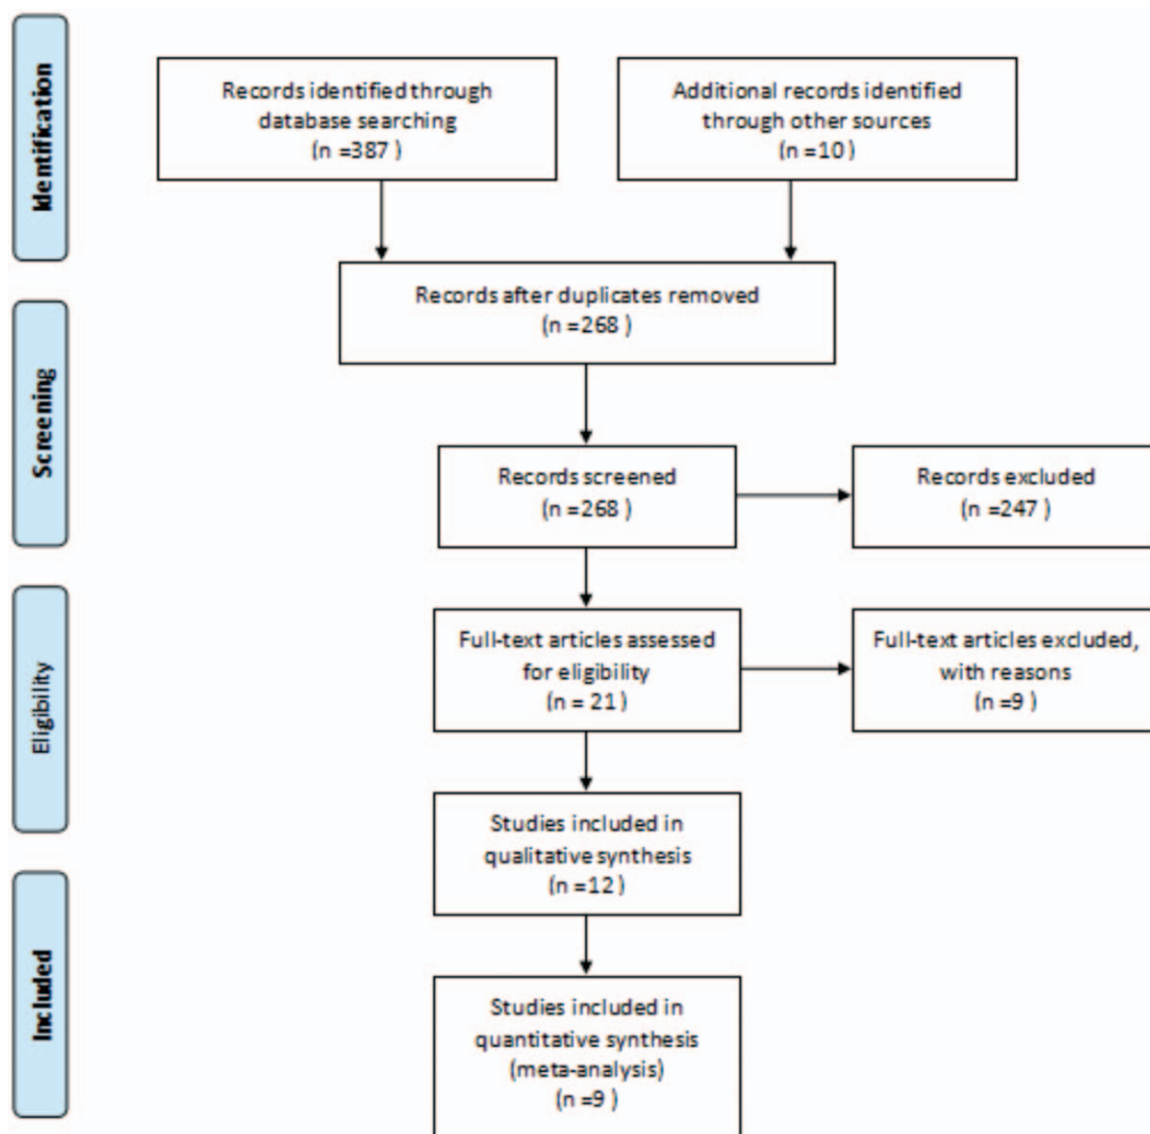 Identification
Records identified through
database searching
(n =387 )
Additional records identified
through other sources
(n =10 )
Records after duplicates removed
(n =268 )
Screening
Records screened
(n =268 )
Records excluded
(n =247 )
Eligibility
Full-text articles assessed
for eligibility
(n = 21 )
Full-text articles excluded,
with reasons
(n =9 )
Studies included in
qualitative synthesis
(n =12 )
Included
Studies included in
quantitative synthesis
(meta-analysis)
(n =9 )